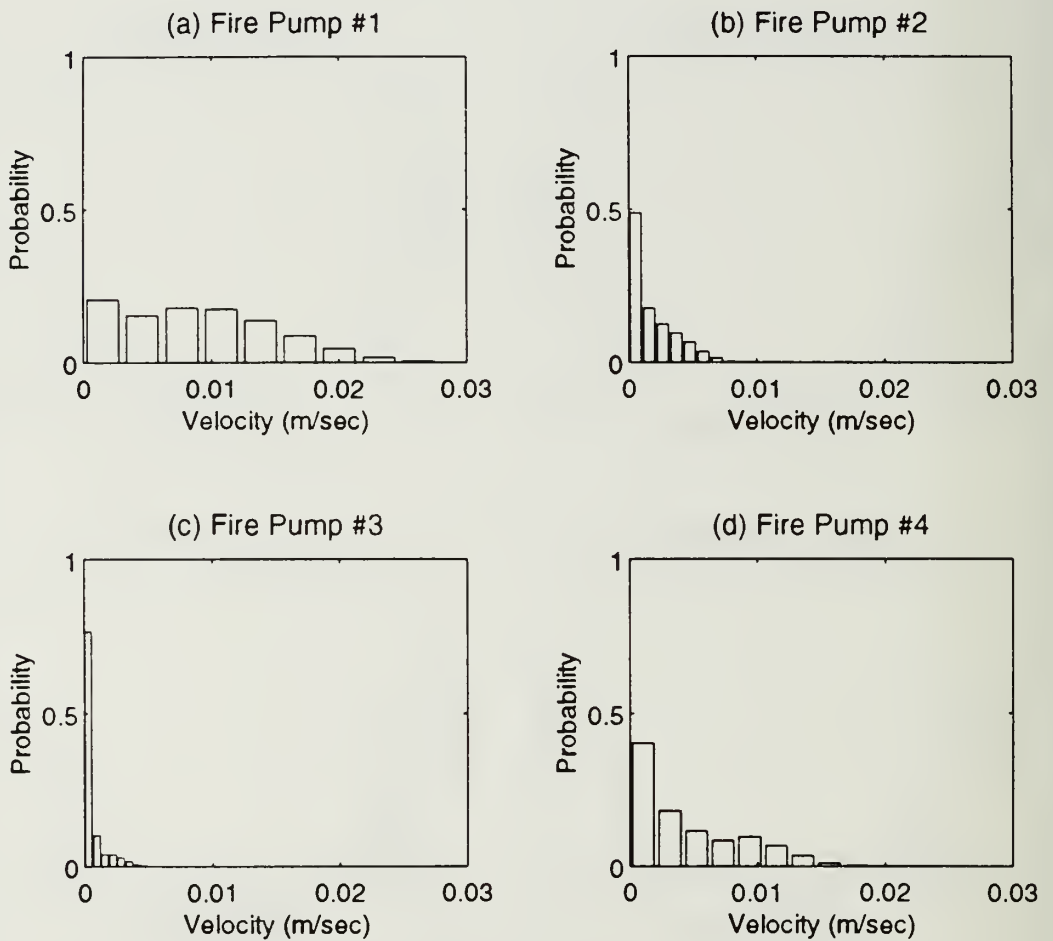 (a) Fire Pump #1
1
0.5
0
Probability
0 0.01 0.02 0.03
Velocity (m/sec)
(b) Fire Pump #2
1
0.5
0
Probability
0 0.01 0.02 0.03
Velocity (m/sec)
(c) Fire Pump #3
1
0.5
0
Probability
0 0.01 0.02 0.03
Velocity (m/sec)
(d) Fire Pump #4
1
0.5
0
Probability
0 0.01 0.02 0.03
Velocity (m/sec)